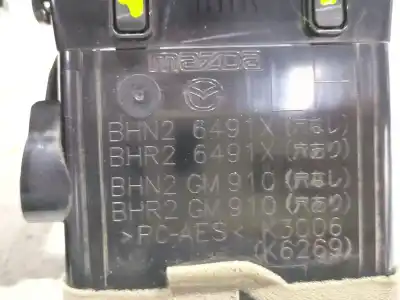 mazda
BHN2 6491X (穴なし)
BHR2 6491X (穴あり)
BHN2 GM910 (穴なし)
BHR2 GM910 (穴あり)
>PC-AES< K3006
(K6269)